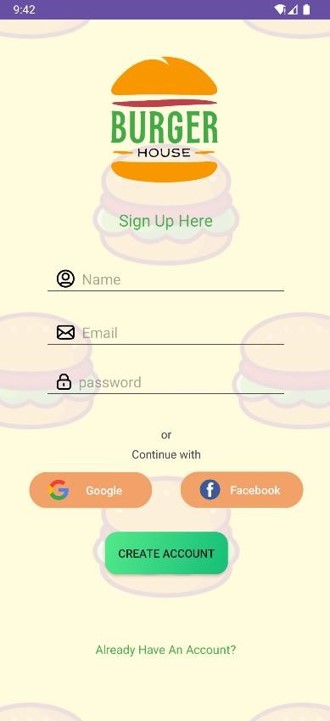 9:42
BURGER
HOUSE
Sign Up Here
Name
Email
password
or
Continue with
Google
Facebook
CREATE ACCOUNT
Already Have An Account?